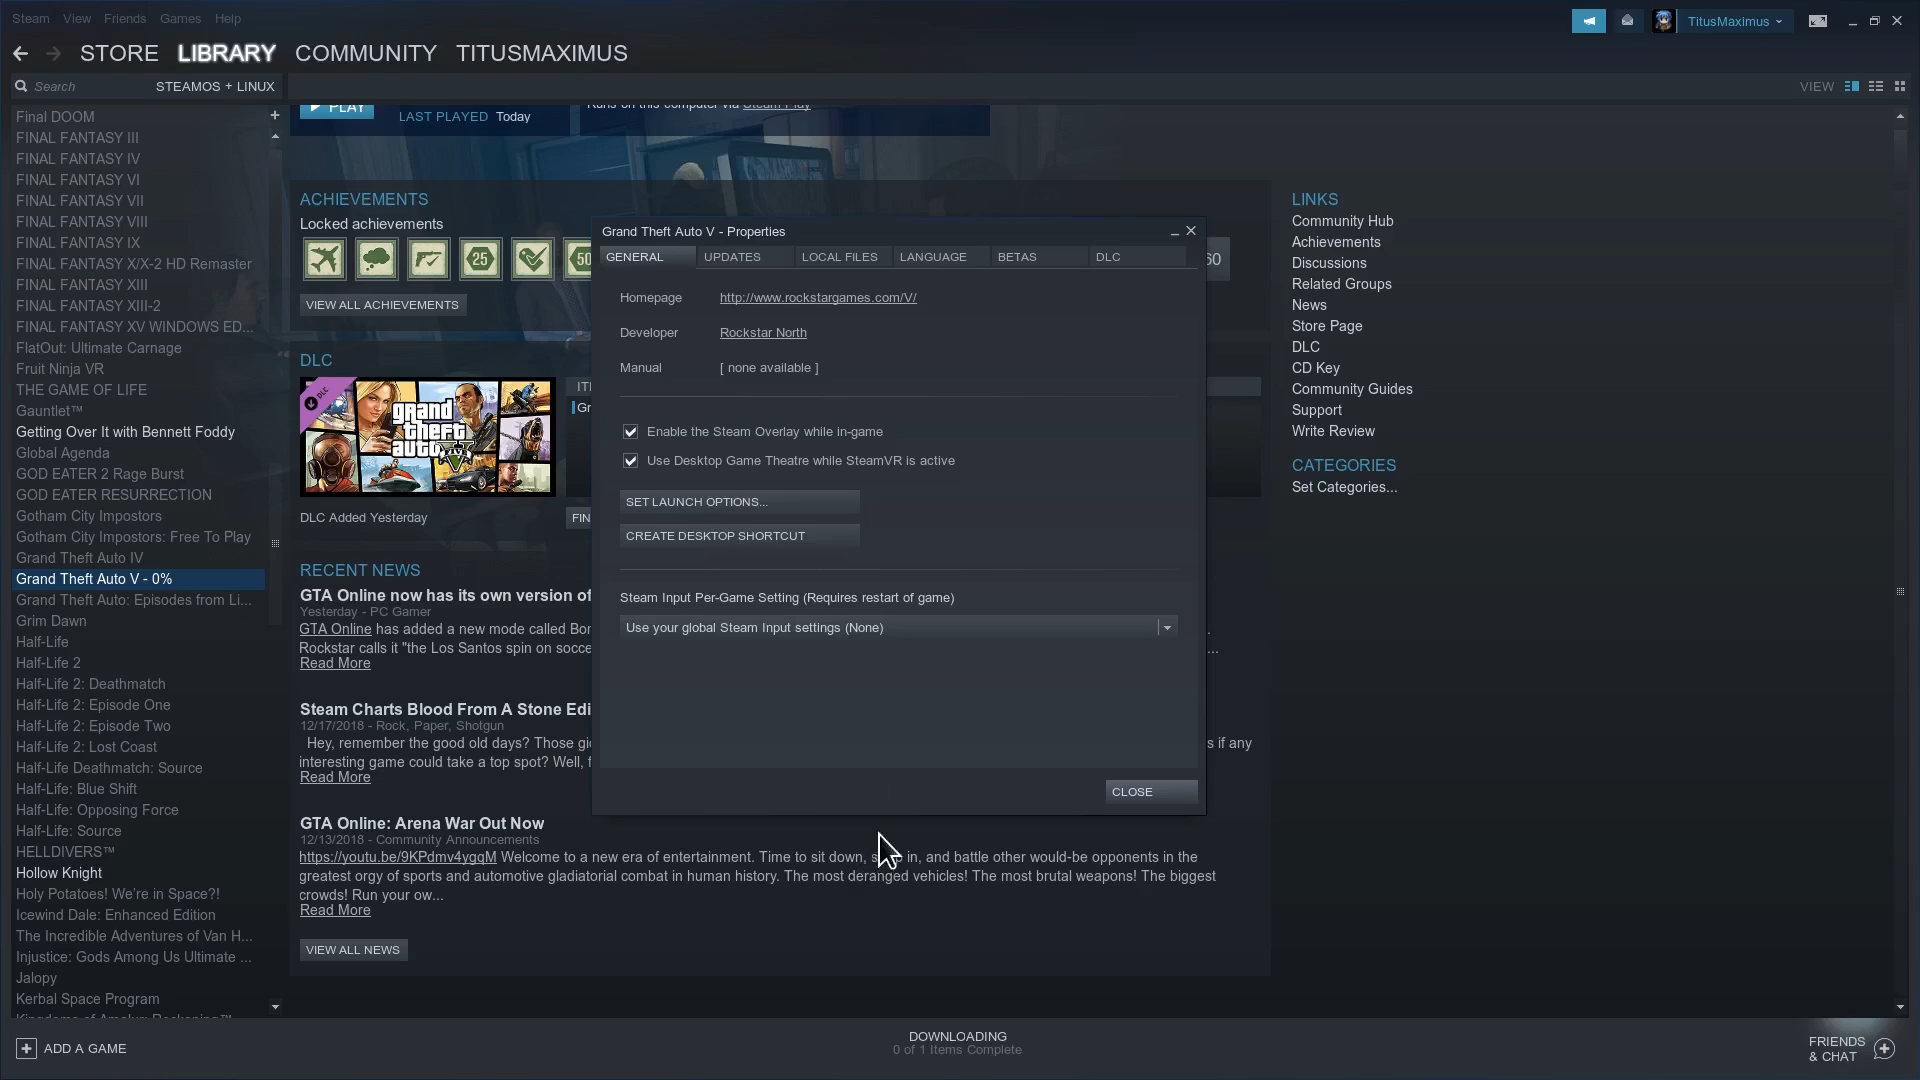 Steam View Friends Games Help
TitusMaximus
STORE LIBRARY COMMUNITY TITUSMAXIMUS
Search STEAMOS + LINUX
VIEW
Final DOOM
FINAL FANTASY III
FINAL FANTASY IV
FINAL FANTASY VI
FINAL FANTASY VII
FINAL FANTASY VIII
FINAL FANTASY IX
FINAL FANTASY X/X-2 HD Remaster
FINAL FANTASY XIII
FINAL FANTASY XIII-2
FINAL FANTASY XV WINDOWS ED...
FlatOut: Ultimate Carnage
Fruit Ninja VR
THE GAME OF LIFE
Gauntlet™
Getting Over It with Bennett Foddy
Global Agenda
GOD EATER 2 Rage Burst
GOD EATER RESURRECTION
Gotham City Impostors
Gotham City Impostors: Free To Play
Grand Theft Auto IV
Grand Theft Auto V - 0%
Grand Theft Auto: Episodes from Li...
Grim Dawn
Half-Life
Half-Life 2
Half-Life 2: Deathmatch
Half-Life 2: Episode One
Half-Life 2: Episode Two
Half-Life 2: Lost Coast
Half-Life Deathmatch: Source
Half-Life: Blue Shift
Half-Life: Opposing Force
Half-Life: Source
HELLDIVERS™
Hollow Knight
Holy Potatoes! We're in Space?!
Icewind Dale: Enhanced Edition
The Incredible Adventures of Van H...
Injustice: Gods Among Us Ultimate ...
Jalopy
Kerbal Space Program
PLAY
LAST PLAYED Today
Runs on this computer via Steam Play
ACHIEVEMENTS
Locked achievements
25
50
60
VIEW ALL ACHIEVEMENTS
DLC
DLC
grand
theft
auto
FIVE
DLC Added Yesterday
RECENT NEWS
GTA Online now has its own version of
Yesterday - PC Gamer
GTA Online has added a new mode called
Rockstar calls it "the Los Santos spin on ...
Read More
Steam Charts Blood From A Stone
12/17/2018 - Rock, Paper, Shotgun
Hey, remember the good old days? Those s if any
interesting game could take a top spot? Well,
Read More
GTA Online: Arena War Out Now
12/13/2018 - Community Announcements
https://youtu.be/9KPdmv4ygqM Welcome to a new era of entertainment. Time to sit down, in, and battle other would-be opponents in the
greatest orgy of sports and automotive gladiatorial combat in human history. The most deranged vehicles! The most brutal weapons! The biggest
crowds! Run your ow...
Read More
VIEW ALL NEWS
Grand Theft Auto V - Properties
GENERAL UPDATES LOCAL FILES LANGUAGE BETAS DLC
Homepage http://www.rockstargames.com/V/
Developer Rockstar North
Manual [ none available ]
Enable the Steam Overlay while in-game
Use Desktop Game Theatre while SteamVR is active
SET LAUNCH OPTIONS...
CREATE DESKTOP SHORTCUT
Steam Input Per-Game Setting (Requires restart of game)
Use your global Steam Input settings (None)
CLOSE
LINKS
Community Hub
Achievements
Discussions
Related Groups
News
Store Page
DLC
CD Key
Community Guides
Support
Write Review
CATEGORIES
Set Categories...
ADD A GAME
DOWNLOADING
0 of 1 Items Complete
FRIENDS
& CHAT